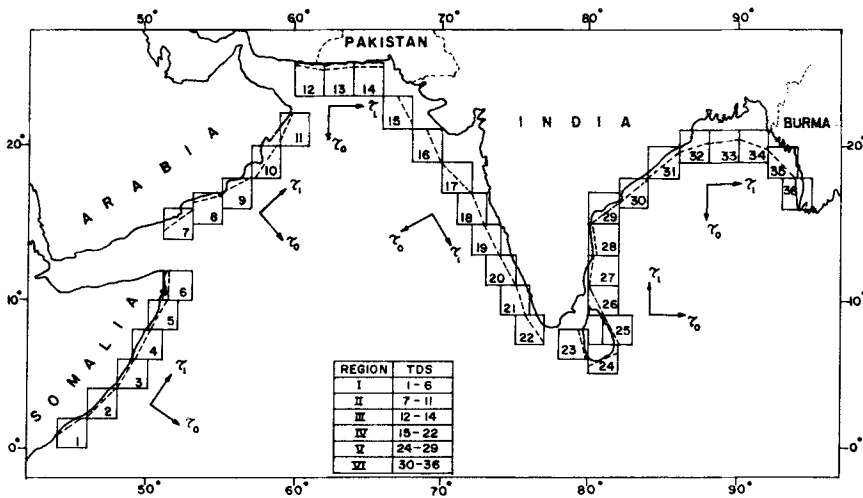 50° 60° 70° 80° 90°
PAKISTAN
INDIA
BURMA
ARABIA
SOMALIA
20° 20°
10° 10°
0° 0°
12 13 14
11
10
9
8
7
6
5
4
3
2
1
15
16
17
18
19
20
21
22
23
24
25
26
27
28
29
30
31
32 33 34
35
36
τ₁
τ₀
τ₁
τ₀
τ₀
τ₁
τ₁
τ₀
τ₁
τ₀
τ₁
τ₀
REGION TDS
I 1-6
II 7-11
III 12-14
IV 15-22
V 24-29
VI 30-36
50° 60° 70° 80° 90°